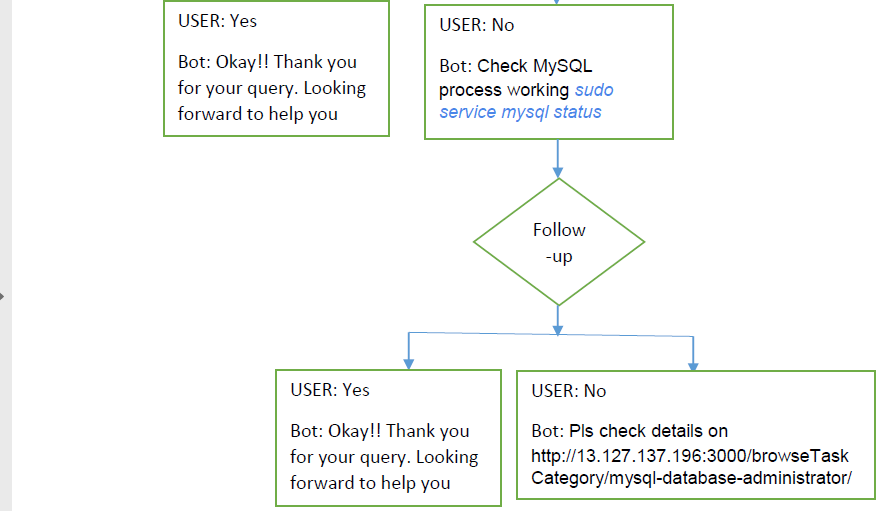 USER: Yes
Bot: Okay!! Thank you
for your query. Looking
forward to help you
USER: No
Bot: Check MySQL
process working sudo
service mysql status
Follow
-up
USER: Yes
Bot: Okay!! Thank you
for your query. Looking
forward to help you
USER: No
Bot: Pls check details on
http://13.127.137.196:3000/browseTask
Category/mysql-database-administrator/